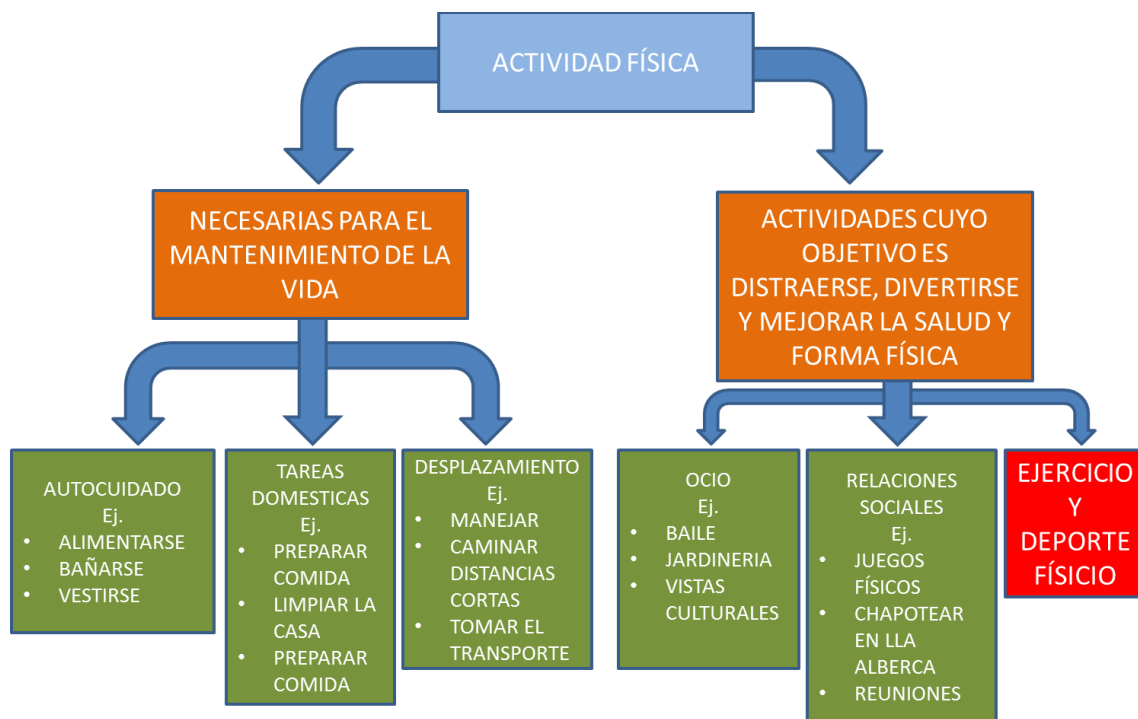 ACTIVIDAD FÍSICA
NECESARIAS PARA EL
MANTENIMIENTO DE LA
VIDA
ACTIVIDADES CUYO
OBJETIVO ES
DISTRAERSE, DIVERTIRSE
Y MEJORAR LA SALUD Y
FORMA FÍSICA
AUTOCUIDADO
Ej.
• ALIMENTARSE
• BAÑARSE
• VESTIRSE
TAREAS
DOMESTICAS
Ej.
• PREPARAR
COMIDA
• LIMPIAR LA
CASA
• PREPARAR
COMIDA
DESPLAZAMIENTO
Ej.
• MANEJAR
• CAMINAR
DISTANCIAS
CORTAS
• TOMAR EL
TRANSPORTE
OCIO
Ej.
• BAILE
• JARDINERIA
• VISTAS
CULTURALES
RELACIONES
SOCIALES
Ej.
• JUEGOS
FÍSICOS
• CHAPOTEAR
EN LLA
ALBERCA
• REUNIONES
EJERCICIO
Y
DEPORTE
FÍSICIO